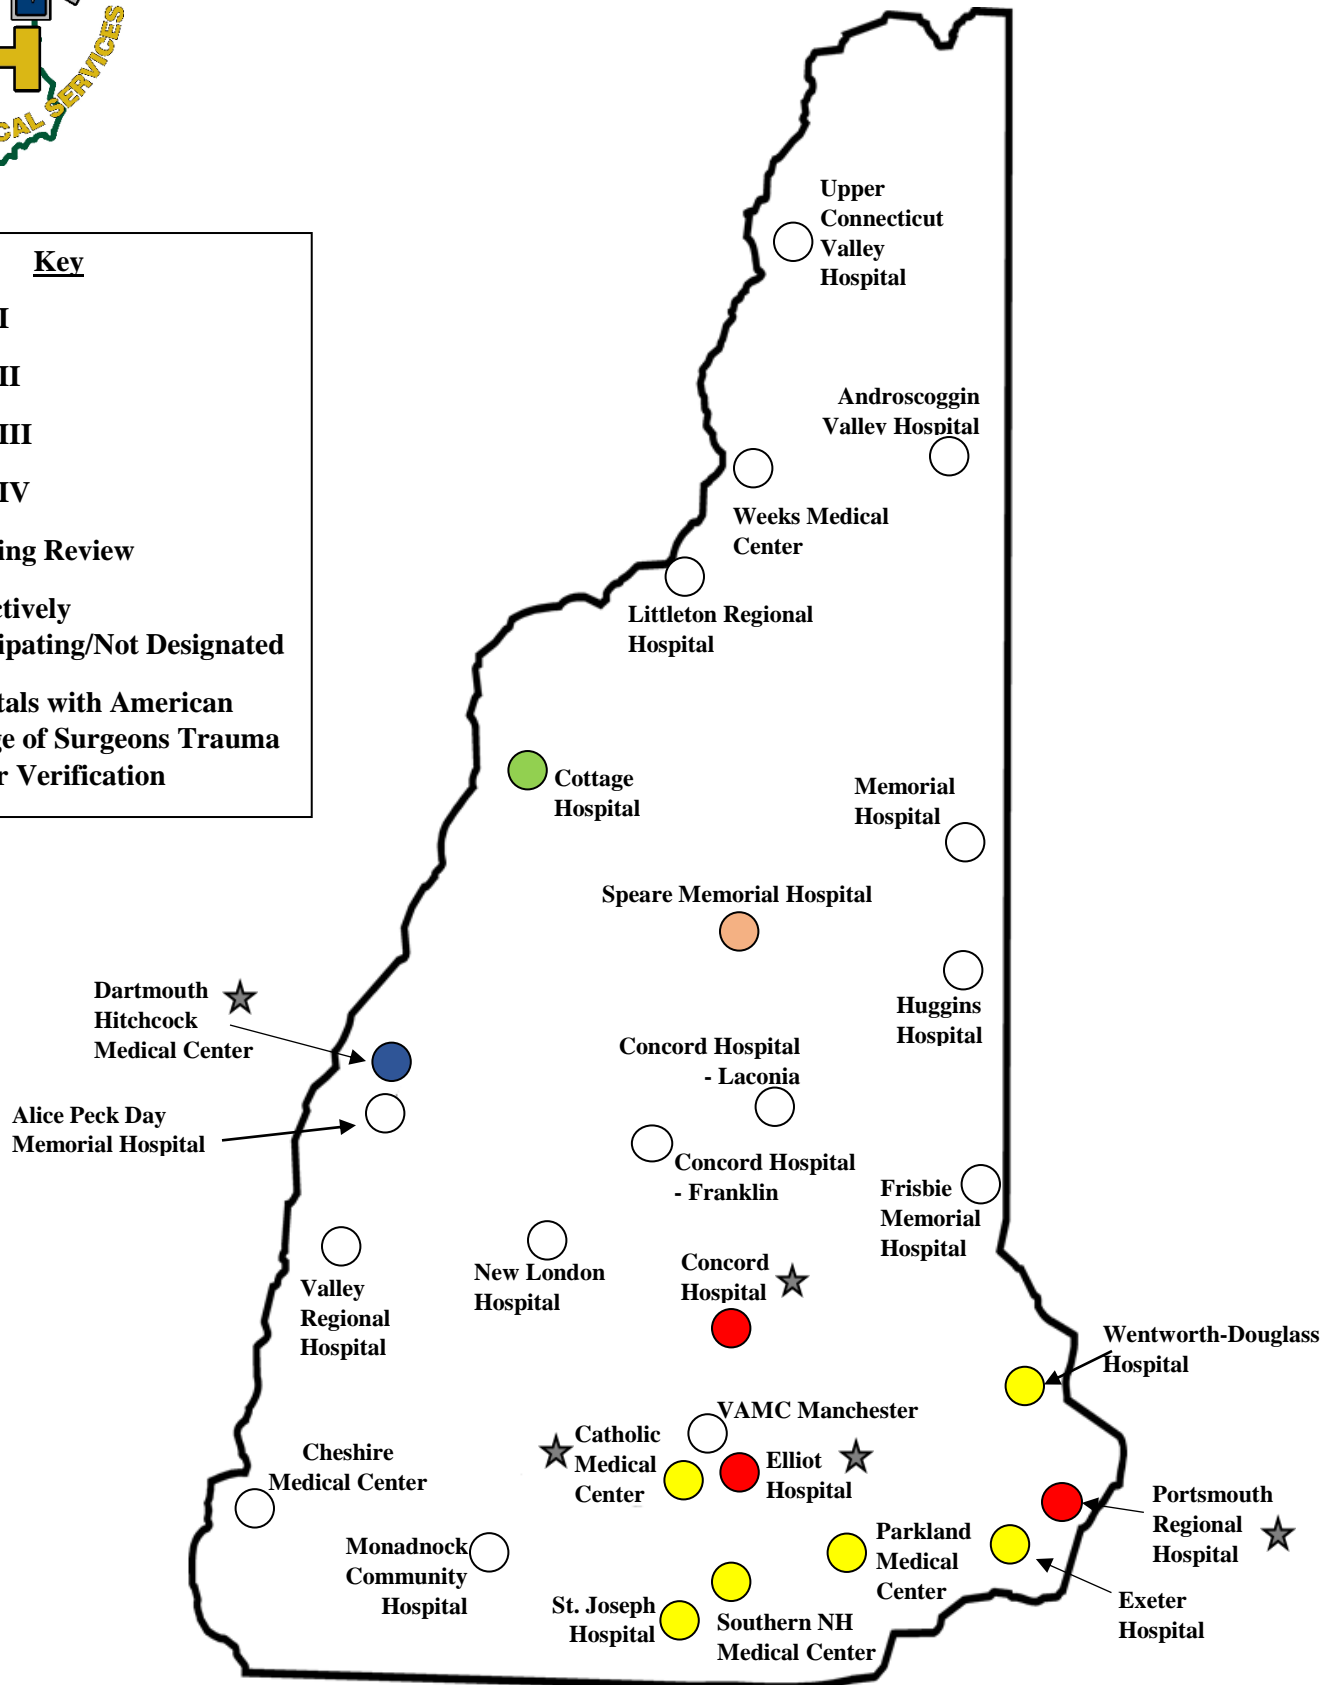 CAL SERVICES
Key
I
II
III
IV
ing Review
ctively
ipating/Not Designated
tals with American
ge of Surgeons Trauma
r Verification
Upper
Connecticut
Valley
Hospital
Androscoggin
Valley Hospital
Weeks Medical
Center
Littleton Regional
Hospital
Cottage
Hospital
Memorial
Hospital
Speare Memorial Hospital
Huggins
Hospital
Dartmouth
Hitchcock
Medical Center
Concord Hospital
- Laconia
Alice Peck Day
Memorial Hospital
Concord Hospital
- Franklin
Frisbie
Memorial
Hospital
New London
Hospital
Concord
Hospital
Valley
Regional
Hospital
Wentworth-Douglass
Hospital
VAMC Manchester
Catholic
Medical
Center
Elliot
Hospital
Cheshire
Medical Center
Portsmouth
Regional
Hospital
Parkland
Medical
Center
Monadnock
Community
Hospital
St. Joseph
Hospital
Southern NH
Medical Center
Exeter
Hospital